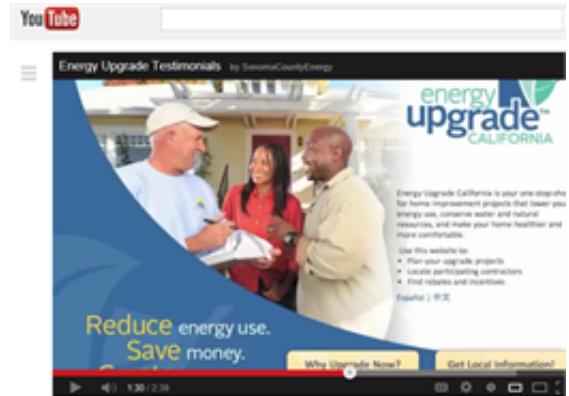 YouTube
Energy Upgrade Testimonials by SonomaCountyEnergy
energy
upgrade™
CALIFORNIA
Energy Upgrade California is your one-stop-sho
for home improvement projects that lower you
energy use, conserve water and natural
resources, and make your home healthier and
more comfortable.
Use this website to:
• Plan your upgrade projects
• Locate participating contractors
• Find rebates and incentives
Español | 中文
Reduce energy use.
Save money.
Why Upgrade Now?
Get Local Information!
1:30 / 2:39